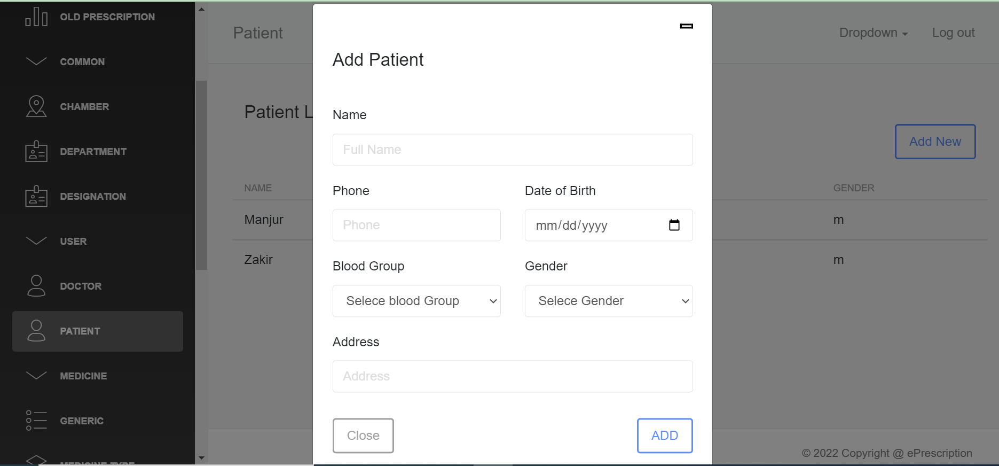 OLD PRESCRIPTION
COMMON
CHAMBER
DEPARTMENT
DESIGNATION
USER
DOCTOR
PATIENT
MEDICINE
GENERIC
MEDICINE TYPE
Patient
Dropdown
Log out
Patient L
Add New
NAME
GENDER
Manjur
m
Zakir
m
Add Patient
Name
Full Name
Phone
Date of Birth
Phone
mm/dd/yyyy
Blood Group
Gender
Selece blood Group
Selece Gender
Address
Address
Close
ADD
© 2022 Copyright @ ePrescription